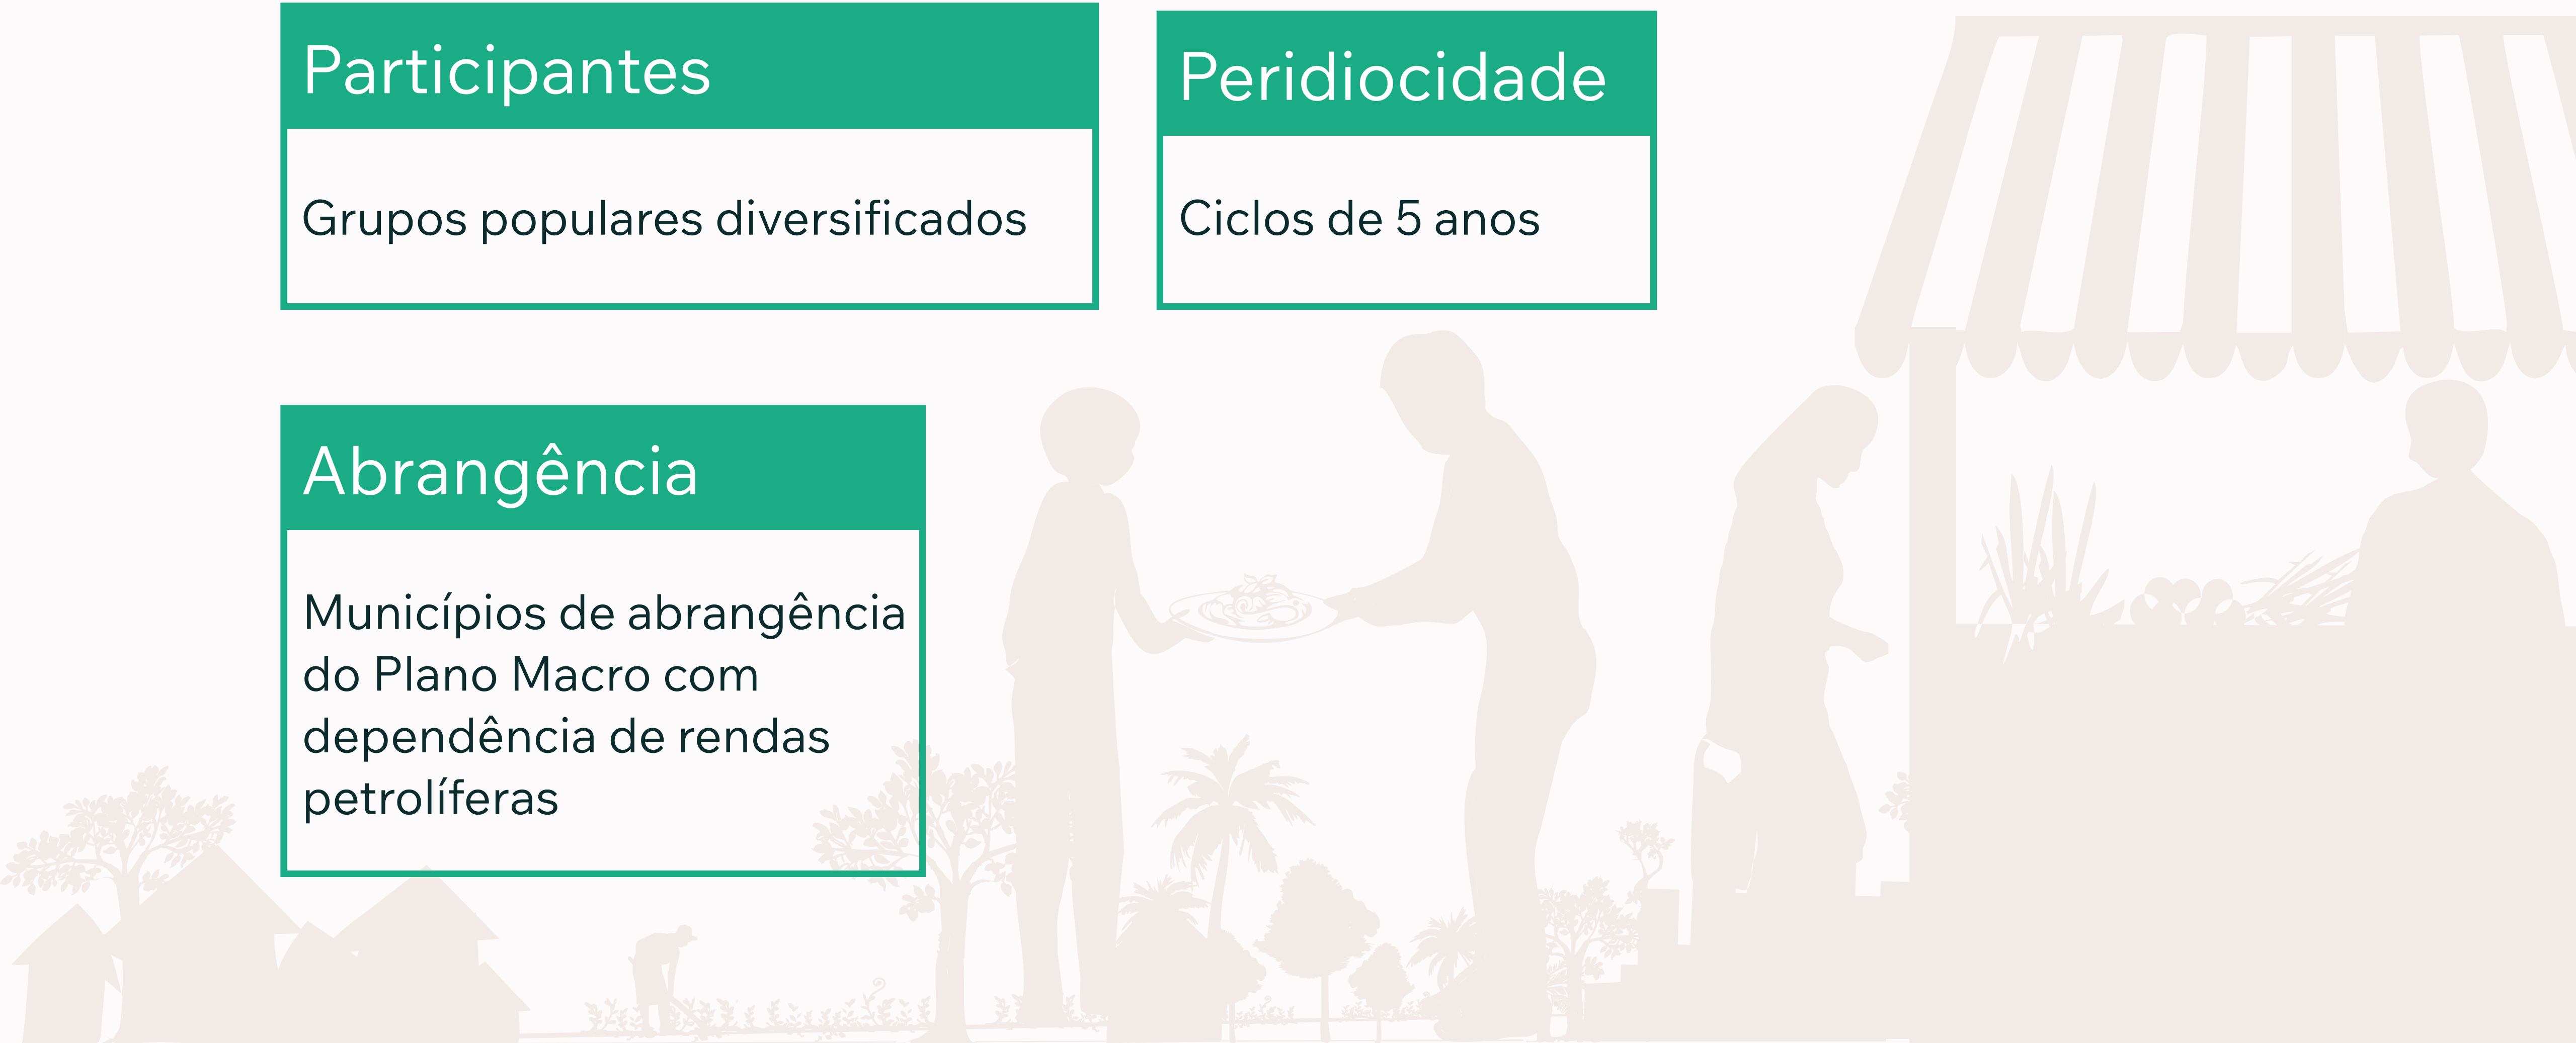 Participantes
Grupos populares diversificados
Peridiocidade
Ciclos de 5 anos
Abrangência
Municípios de abrangência
do Plano Macro com
dependência de rendas
petrolíferas